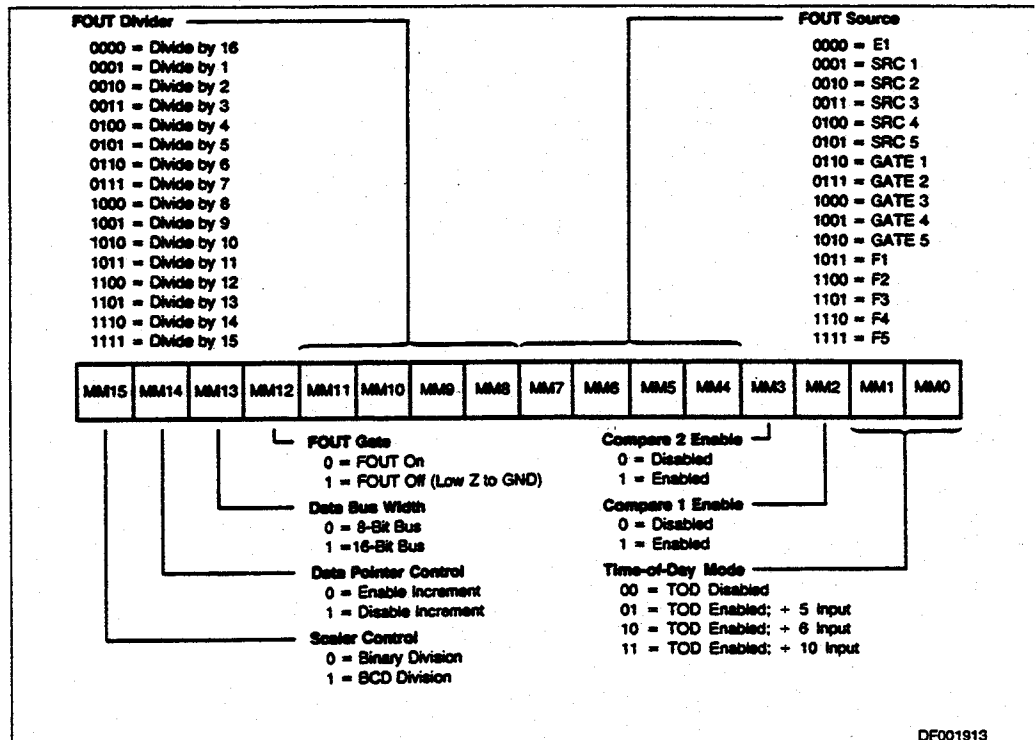 FOUT Divider
0000 = Divide by 16
0001 = Divide by 1
0010 = Divide by 2
0011 = Divide by 3
0100 = Divide by 4
0101 = Divide by 5
0110 = Divide by 6
0111 = Divide by 7
1000 = Divide by 8
1001 = Divide by 9
1010 = Divide by 10
1011 = Divide by 11
1100 = Divide by 12
1101 = Divide by 13
1110 = Divide by 14
1111 = Divide by 15
FOUT Source
0000 = E1
0001 = SRC 1
0010 = SRC 2
0011 = SRC 3
0100 = SRC 4
0101 = SRC 5
0110 = GATE 1
0111 = GATE 2
1000 = GATE 3
1001 = GATE 4
1010 = GATE 5
1011 = F1
1100 = F2
1101 = F3
1110 = F4
1111 = F5
MM15 MM14 MM13 MM12 MM11 MM10 MM9 MM8 MM7 MM6 MM5 MM4 MM3 MM2 MM1 MM0
FOUT Gate
0 = FOUT On
1 = FOUT Off (Low Z to GND)
Data Bus Width
0 = 8-Bit Bus
1 =16-Bit Bus
Data Pointer Control
0 = Enable Increment
1 = Disable Increment
Scaler Control
0 = Binary Division
1 = BCD Division
Compare 2 Enable
0 = Disabled
1 = Enabled
Compare 1 Enable
0 = Disabled
1 = Enabled
Time-of-Day Mode
00 = TOD Disabled
01 = TOD Enabled; ÷ 5 Input
10 = TOD Enabled; ÷ 6 Input
11 = TOD Enabled; ÷ 10 Input
DF001913